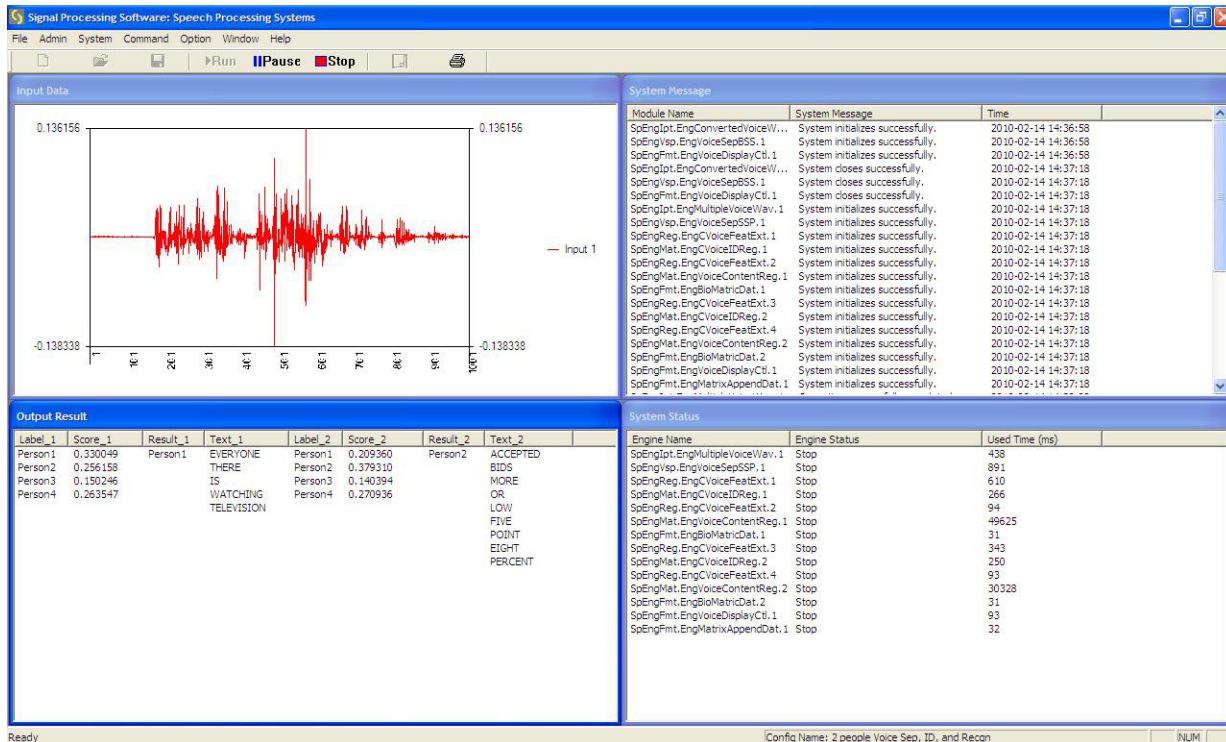 Signal Processing Software: Speech Processing Systems
File Admin System Command Option Window Help
Run Pause Stop
Input Data
0.136156 0.136156
Input 1
-0.138338 -0.138338
1 101 201 301 401 501 601 701 801 901 1001
System Message
Module Name System Message Time
SpEngIpt.EngConvertedVoiceW... System initializes successfully. 2010-02-14 14:36:58
SpEngVsp.EngVoiceSepBSS.1 System initializes successfully. 2010-02-14 14:36:58
SpEngFmt.EngVoiceDisplayCtl.1 System initializes successfully. 2010-02-14 14:36:58
SpEngIpt.EngConvertedVoiceW... System closes successfully. 2010-02-14 14:37:18
SpEngVsp.EngVoiceSepBSS.1 System closes successfully. 2010-02-14 14:37:18
SpEngFmt.EngVoiceDisplayCtl.1 System closes successfully. 2010-02-14 14:37:18
SpEngIpt.EngMultipleVoiceWav.1 System initializes successfully. 2010-02-14 14:37:18
SpEngVsp.EngVoiceSepSSP.1 System initializes successfully. 2010-02-14 14:37:18
SpEngReg.EngCVoiceFeatExt.1 System initializes successfully. 2010-02-14 14:37:18
SpEngMat.EngCVoiceIDReg.1 System initializes successfully. 2010-02-14 14:37:18
SpEngReg.EngCVoiceFeatExt.2 System initializes successfully. 2010-02-14 14:37:18
SpEngMat.EngVoiceContentReg.1 System initializes successfully. 2010-02-14 14:37:18
SpEngFmt.EngBioMatricDat.1 System initializes successfully. 2010-02-14 14:37:18
SpEngReg.EngCVoiceFeatExt.3 System initializes successfully. 2010-02-14 14:37:18
SpEngMat.EngCVoiceIDReg.2 System initializes successfully. 2010-02-14 14:37:18
SpEngReg.EngCVoiceFeatExt.4 System initializes successfully. 2010-02-14 14:37:18
SpEngMat.EngVoiceContentReg.2 System initializes successfully. 2010-02-14 14:37:18
SpEngFmt.EngBioMatricDat.2 System initializes successfully. 2010-02-14 14:37:18
SpEngFmt.EngVoiceDisplayCtl.1 System initializes successfully. 2010-02-14 14:37:18
SpEngFmt.EngMatrixAppendDat.1 System initializes successfully. 2010-02-14 14:37:18
Output Result
Label_1 Score_1 Result_1 Text_1 Label_2 Score_2 Result_2 Text_2
Person1 0.330049 Person1 EVERYONE Person1 0.209360 Person2 ACCEPTED
Person2 0.256158 THERE Person2 0.379310 BIDS
Person3 0.150246 IS Person3 0.140394 MORE
Person4 0.263547 WATCHING Person4 0.270936 OR
TELEVISION LOW
FIVE
POINT
EIGHT
PERCENT
System Status
Engine Name Engine Status Used Time (ms)
SpEngIpt.EngMultipleVoiceWav.1 Stop 438
SpEngVsp.EngVoiceSepSSP.1 Stop 891
SpEngReg.EngCVoiceFeatExt.1 Stop 610
SpEngMat.EngCVoiceIDReg.1 Stop 266
SpEngReg.EngCVoiceFeatExt.2 Stop 94
SpEngMat.EngVoiceContentReg.1 Stop 49625
SpEngFmt.EngBioMatricDat.1 Stop 31
SpEngReg.EngCVoiceFeatExt.3 Stop 343
SpEngMat.EngCVoiceIDReg.2 Stop 250
SpEngReg.EngCVoiceFeatExt.4 Stop 93
SpEngMat.EngVoiceContentReg.2 Stop 30328
SpEngFmt.EngBioMatricDat.2 Stop 31
SpEngFmt.EngVoiceDisplayCtl.1 Stop 93
SpEngFmt.EngMatrixAppendDat.1 Stop 32
Ready Config Name: 2 people Voice Sep, ID, and Recgn NUM